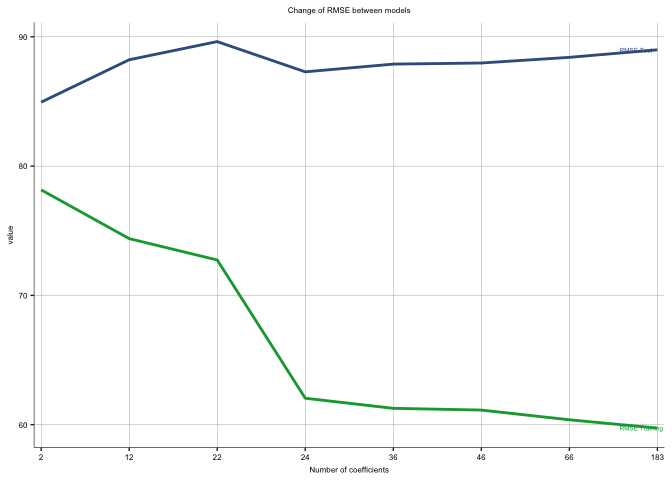 Change of RMSE between models
90
80
70
60
value
RMSE Test
RMSE Training
2 12 22 24 36 46 66 183
Number of coefficients